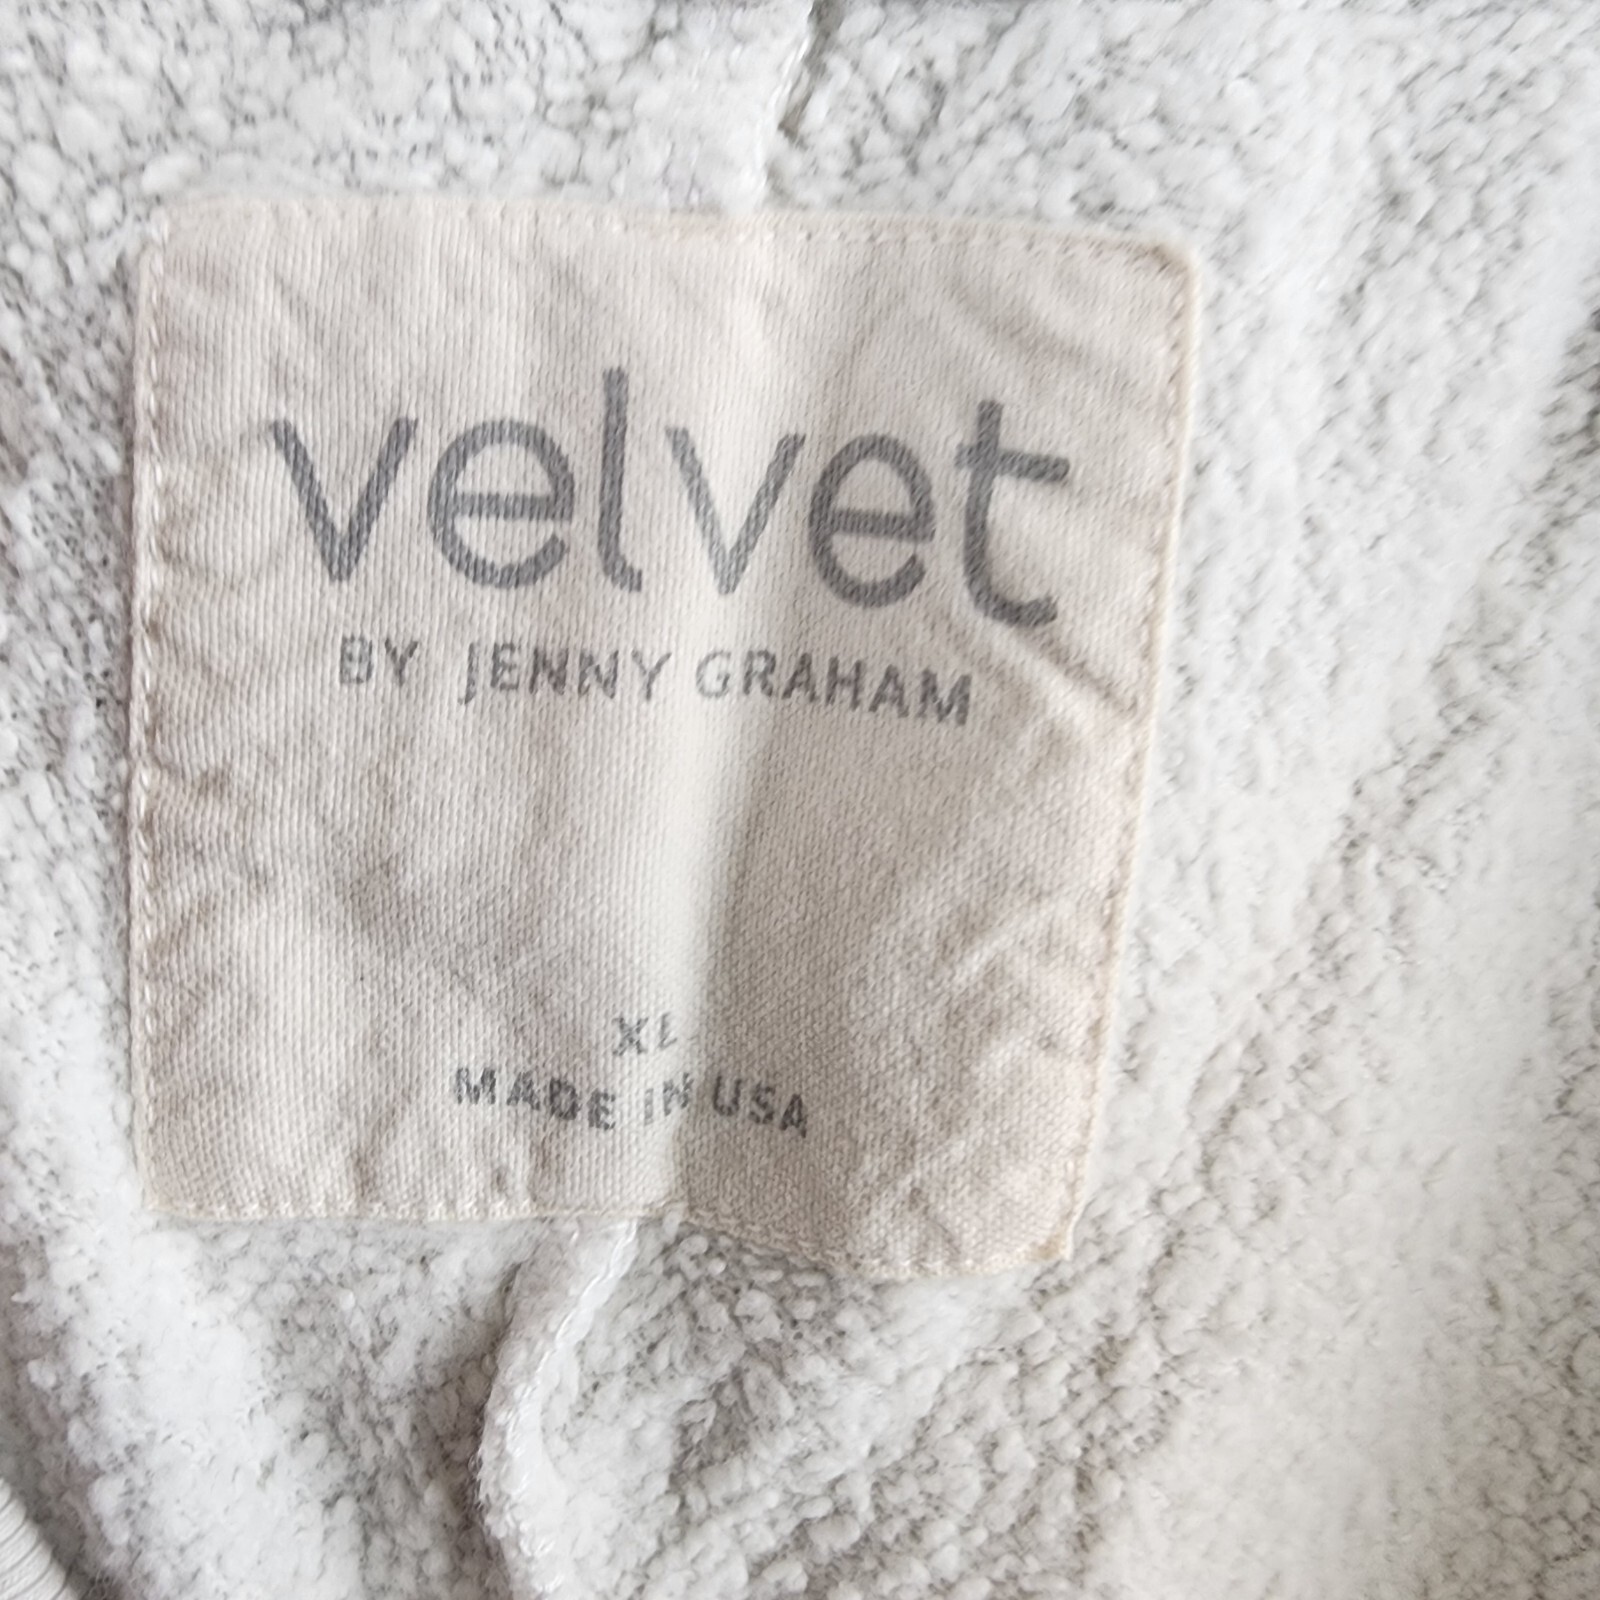 velvet
BY JENNY GRAHAM
XL
MADE IN USA